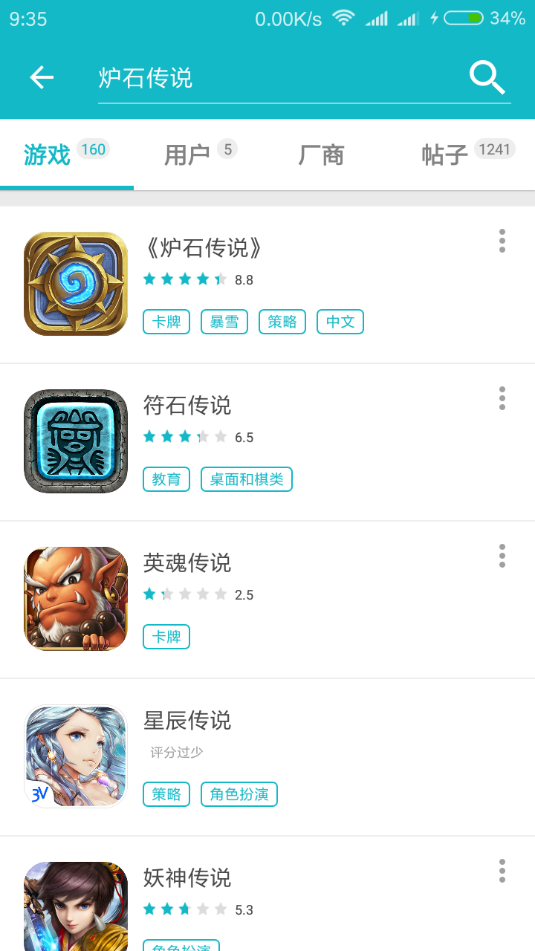 9:35 0.00K/s 34%
炉石传说
游戏 160 用户 5 厂商 帖子 1241
《炉石传说》
8.8
卡牌 暴雪 策略 中文
符石传说
6.5
教育 桌面和棋类
英魂传说
2.5
卡牌
星辰传说
评分过少
3V
策略 角色扮演
妖神传说
5.3
角色扮演